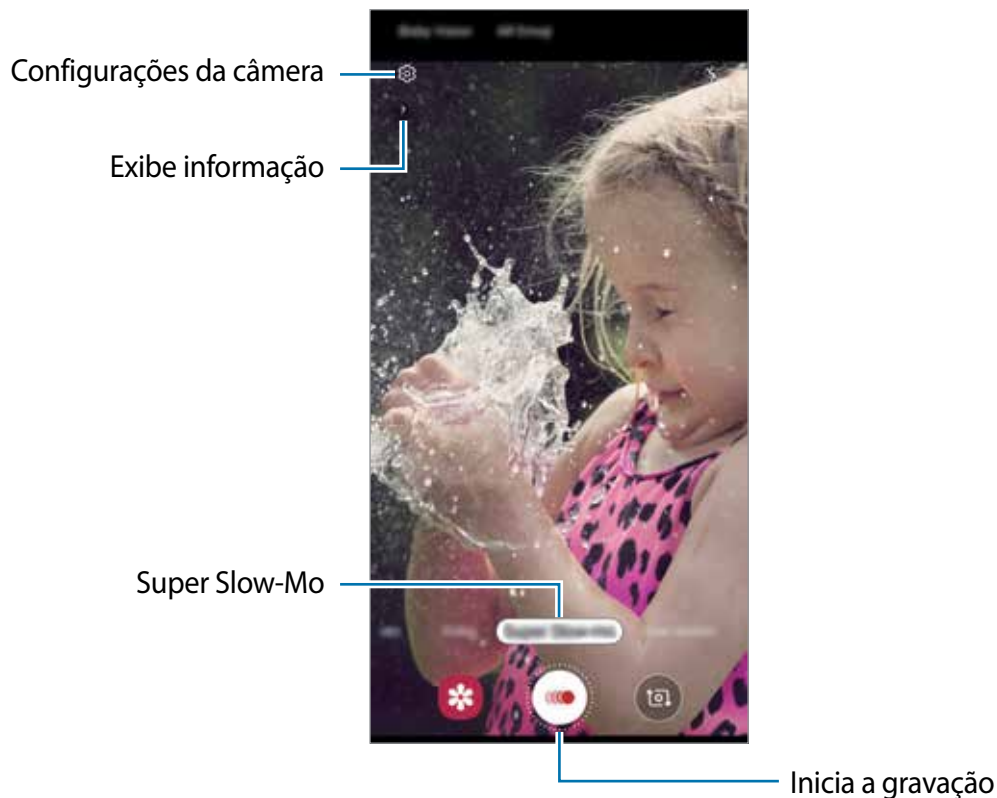 Configurações da câmera
Exibe informação
Super Slow-Mo
Inicia a gravação